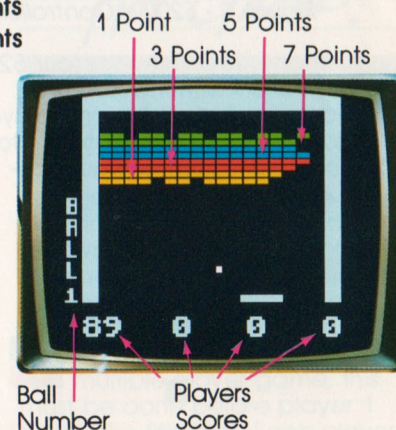 nts
nts
1 Point
5 Points
3 Points
7 Points
BALL
1
89 0 0 0
Ball
Number
Players
Scores